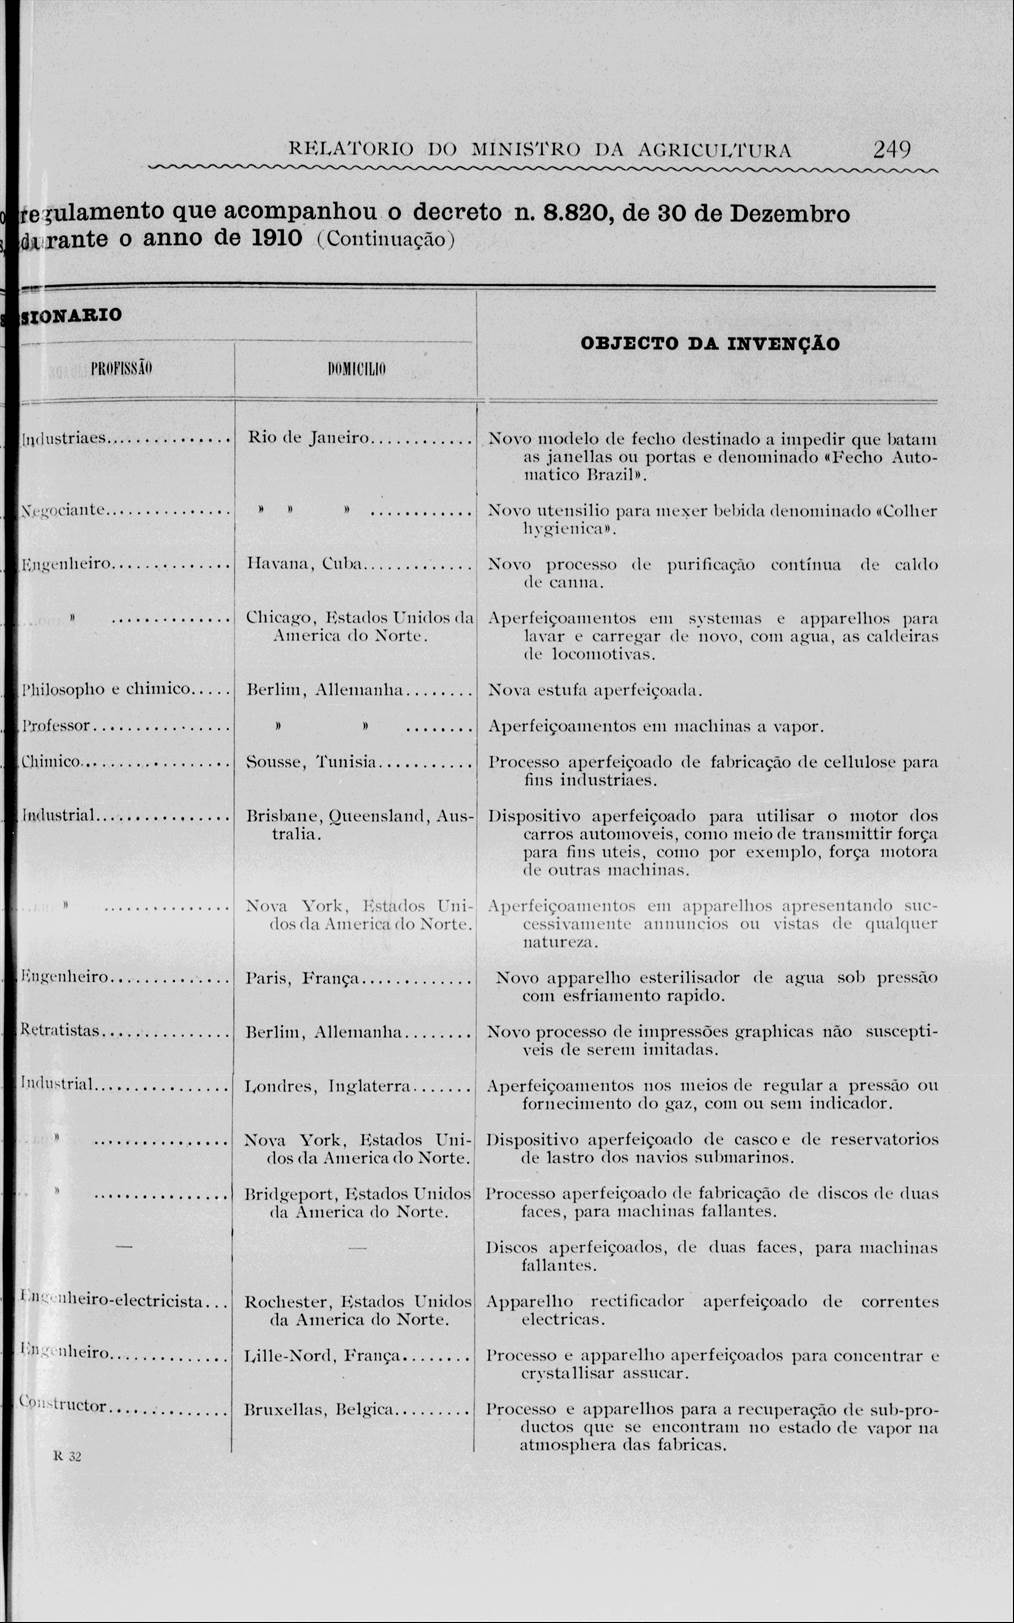 RELATORIO DO MINISTRO DA AGRICULTURA 249
regulamento que acompanhou o decreto n. 8.820, de 30 de Dezembro
durante o anno de 1910 (Continuação)
SIONARIO
OBJECTO DA INVENÇÃO
PROFISSÃO DOMICILIO
Industriaes............... Rio de Janeiro............ Novo modelo de fecho destinado a impedir que batam
as janellas ou portas e denominado «Fecho Auto-
matico Brazil».
Negociante............... » » » ............ Novo utensilio para mexer bebida denominado «Colher
hygienica».
Engenheiro.............. Havana, Cuba............. Novo processo de purificação contínua de caldo
de canna.
» .............. Chicago, Estados Unidos da Aperfeiçoamentos em systemas e apparelhos para
America do Norte. lavar e carregar de novo, com agua, as caldeiras
de locomotivas.
Philosopho e chimico..... Berlim, Allemanha........ Nova estufa aperfeiçoada.
Professor................. » » ........ Aperfeiçoamentos em machinas a vapor.
Chimico.................. Sousse, Tunisia........... Processo aperfeiçoado de fabricação de cellulose para
fins industriaes.
Industrial................ Brisbane, Queensland, Aus- Dispositivo aperfeiçoado para utilisar o motor dos
tralia. carros automoveis, como meio de transmittir força
para fins uteis, como por exemplo, força motora
de outras machinas.
» ............... Nova York, Estados Uni- Aperfeiçoamentos em apparelhos apresentando suc-
dos da America do Norte. cessivamente annuncios ou vistas de qualquer
natureza.
Engenheiro.............. Paris, França............. Novo apparelho esterilisador de agua sob pressão
com esfriamento rapido.
Retratistas............... Berlim, Allemanha........ Novo processo de impressões graphicas não suscepti-
veis de serem imitadas.
Industrial................ Londres, Inglaterra....... Aperfeiçoamentos nos meios de regular a pressão ou
fornecimento do gaz, com ou sem indicador.
» ................ Nova York, Estados Uni- Dispositivo aperfeiçoado de casco e de reservatorios
dos da America do Norte. de lastro dos navios submarinos.
» ................ Bridgeport, Estados Unidos Processo aperfeiçoado de fabricação de discos de duas
da America do Norte. faces, para machinas fallantes.
— — Discos aperfeiçoados, de duas faces, para machinas
fallantes.
Engenheiro-electricista... Rochester, Estados Unidos Apparelho rectificador aperfeiçoado de correntes
da America do Norte. electricas.
Engenheiro.............. Lille-Nord, França........ Processo e apparelho aperfeiçoados para concentrar e
crystallisar assucar.
Constructor.............. Bruxellas, Belgica......... Processo e apparelhos para a recuperação de sub-pro-
ductos que se encontram no estado de vapor na
atmosphera das fabricas.
R 32